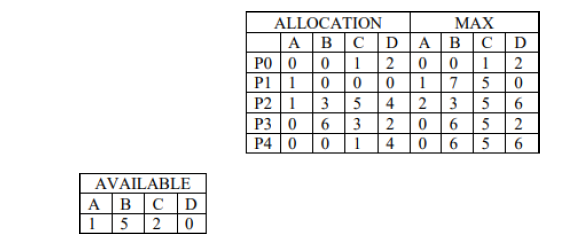 ALLOCATION MAX
A B C D A B C D
P0 0 0 1 2 0 0 1 2
P1 1 0 0 0 1 7 5 0
P2 1 3 5 4 2 3 5 6
P3 0 6 3 2 0 6 5 2
P4 0 0 1 4 0 6 5 6
AVAILABLE
A B C D
1 5 2 0